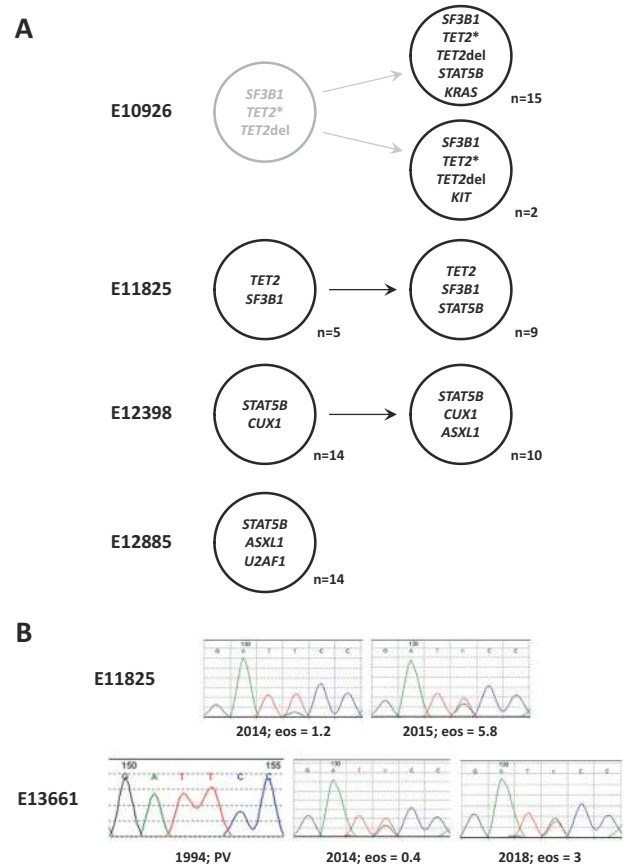 A
E10926
SF3B1
TET2*
TET2del
SF3B1
TET2*
TET2del
STAT5B
KRAS
n=15
SF3B1
TET2*
TET2del
KIT
n=2
E11825
TET2
SF3B1
n=5
TET2
SF3B1
STAT5B
n=9
E12398
STAT5B
CUX1
n=14
STAT5B
CUX1
ASXL1
n=10
E12885
STAT5B
ASXL1
U2AF1
n=14
B
E11825
130
G A T T C C
2014; eos = 1.2
130
G A T C C
2015; eos = 5.8
E13661
150 155
G A T T C C
1994; PV
130
G A T C C
2014; eos = 0.4
A T C C
2018; eos = 3